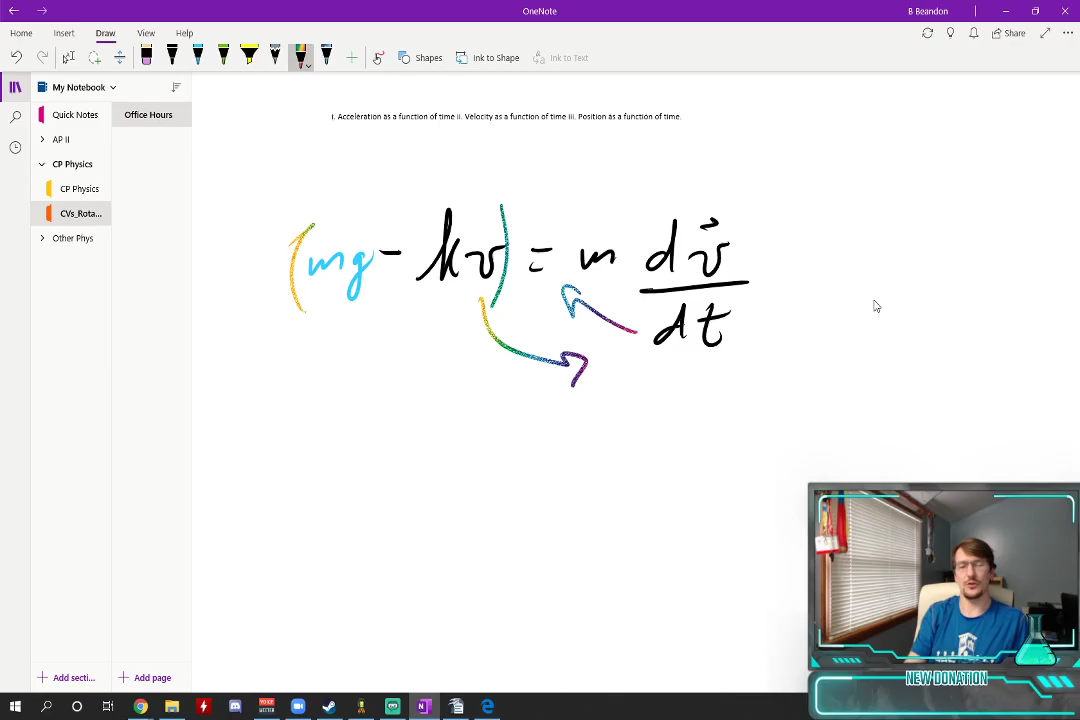 OneNote
B Beandon
Home Insert Draw View Help
Share
Shapes Ink to Shape Ink to Text
My Notebook
Quick Notes
Office Hours
AP II
CP Physics
CP Physics
CVs_Rota...
Other Phys
i. Acceleration as a function of time ii. Velocity as a function of time iii. Position as a function of time.
(mg - kv) = m dv⃗/dt
NEW DONATION
Add secti...
Add page